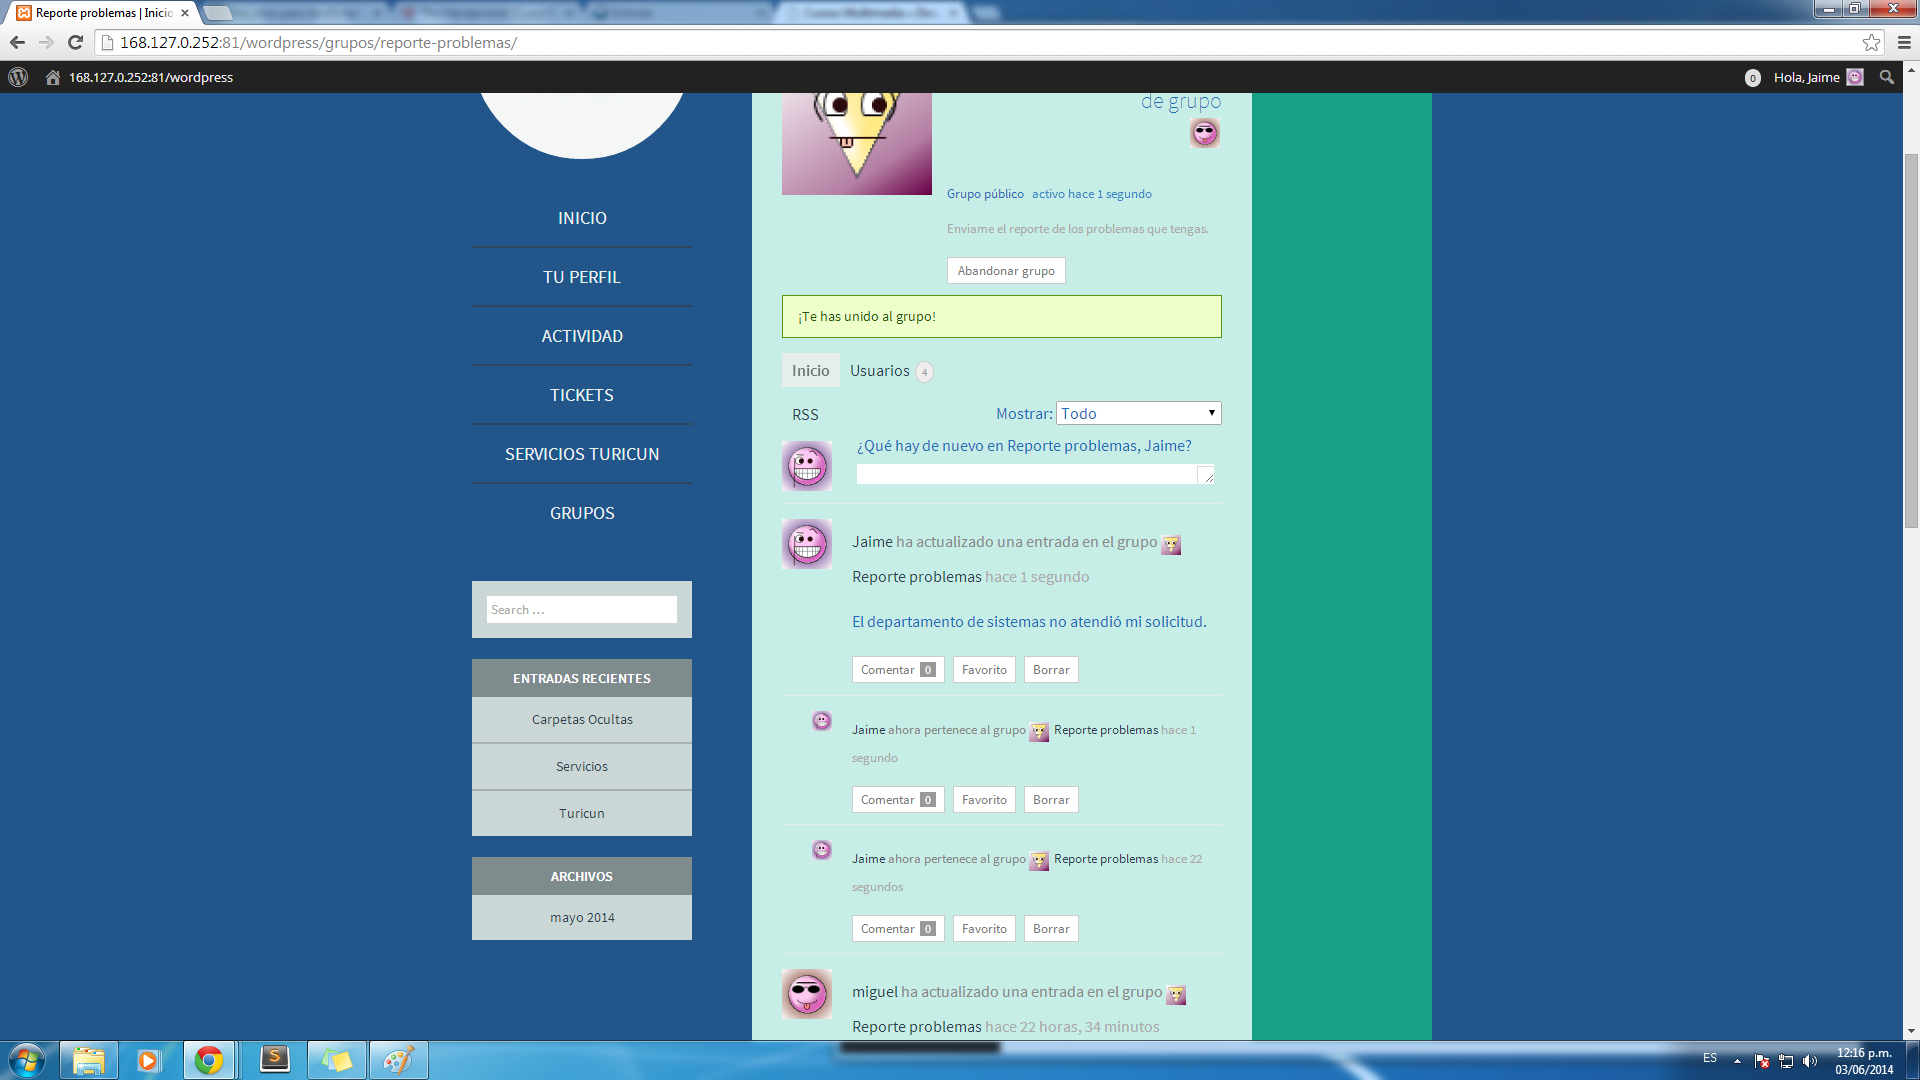 Reporte problemas | Inicio
168.127.0.252:81/wordpress/grupos/reporte-problemas/
168.127.0.252:81/wordpress
0
Hola, Jaime
INICIO
TU PERFIL
ACTIVIDAD
TICKETS
SERVICIOS TURICUN
GRUPOS
Search ...
ENTRADAS RECIENTES
Carpetas Ocultas
Servicios
Turicun
ARCHIVOS
mayo 2014
de grupo
Grupo público activo hace 1 segundo
Enviame el reporte de los problemas que tengas.
Abandonar grupo
¡Te has unido al grupo!
Inicio Usuarios 4
RSS Mostrar: Todo
¿Qué hay de nuevo en Reporte problemas, Jaime?
Jaime ha actualizado una entrada en el grupo
Reporte problemas hace 1 segundo
El departamento de sistemas no atendió mi solicitud.
Comentar 0 Favorito Borrar
Jaime ahora pertenece al grupo Reporte problemas hace 1
segundo
Comentar 0 Favorito Borrar
Jaime ahora pertenece al grupo Reporte problemas hace 22
segundos
Comentar 0 Favorito Borrar
miguel ha actualizado una entrada en el grupo
Reporte problemas hace 22 horas, 34 minutos
S
ES
12:16 p.m.
03/06/2014